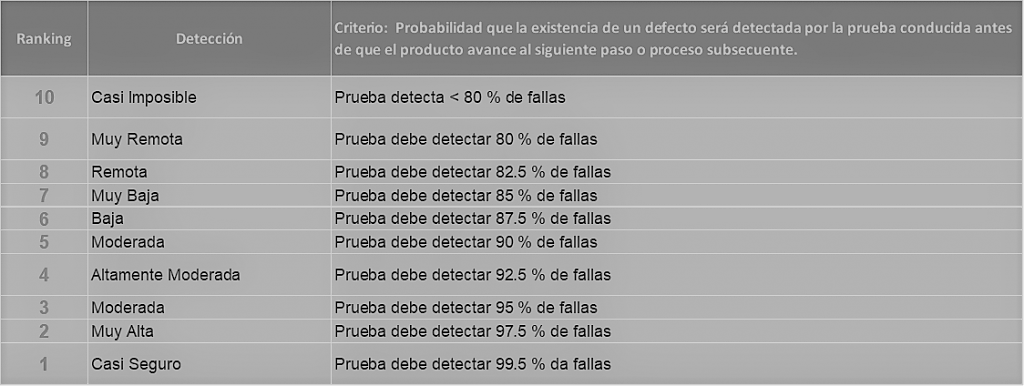 Ranking Detección Criterio: Probabilidad que la existencia de un defecto será detectada por la prueba conducida antes
de que el producto avance al siguiente paso o proceso subsecuente.
10 Casi Imposible Prueba detecta < 80 % de fallas
9 Muy Remota Prueba debe detectar 80 % de fallas
8 Remota Prueba debe detectar 82.5 % de fallas
7 Muy Baja Prueba debe detectar 85 % de fallas
6 Baja Prueba debe detectar 87.5 % de fallas
5 Moderada Prueba debe detectar 90 % de fallas
4 Altamente Moderada Prueba debe detectar 92.5 % de fallas
3 Moderada Prueba debe detectar 95 % de fallas
2 Muy Alta Prueba debe detectar 97.5 % de fallas
1 Casi Seguro Prueba debe detectar 99.5 % da fallas